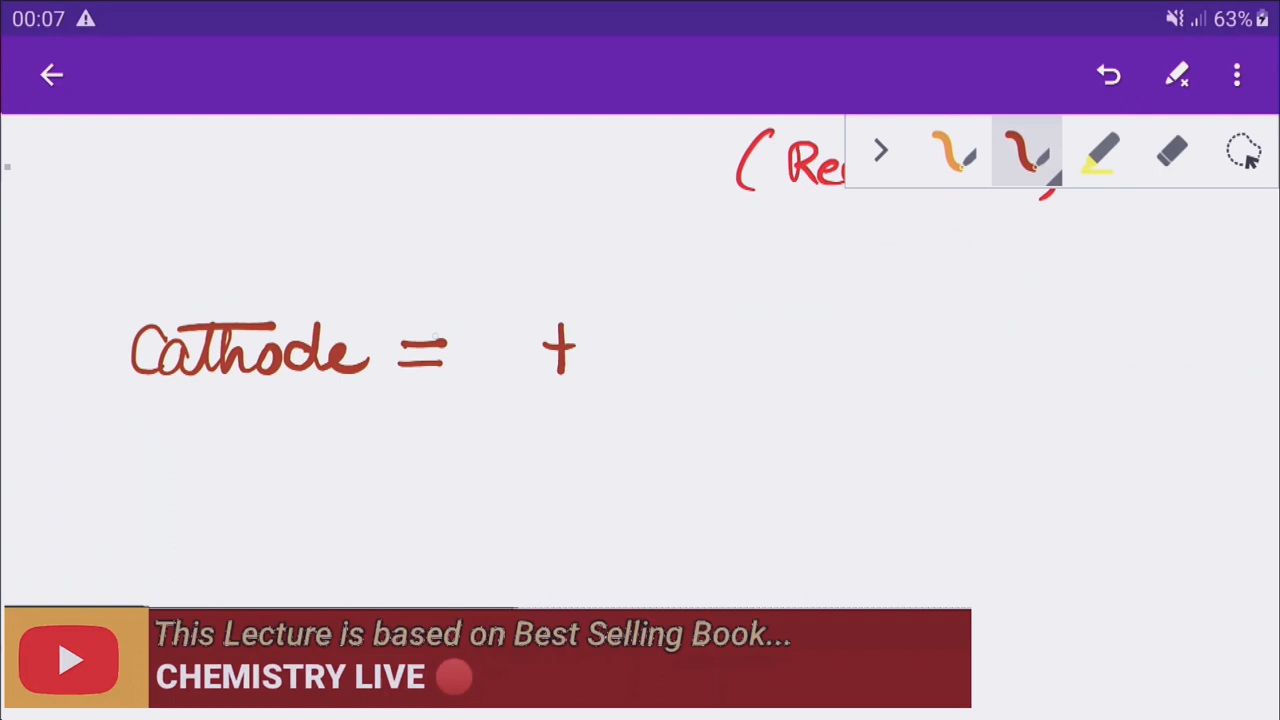 00:07 63%
(Re
Cathode = +
This Lecture is based on Best Selling Book...
CHEMISTRY LIVE